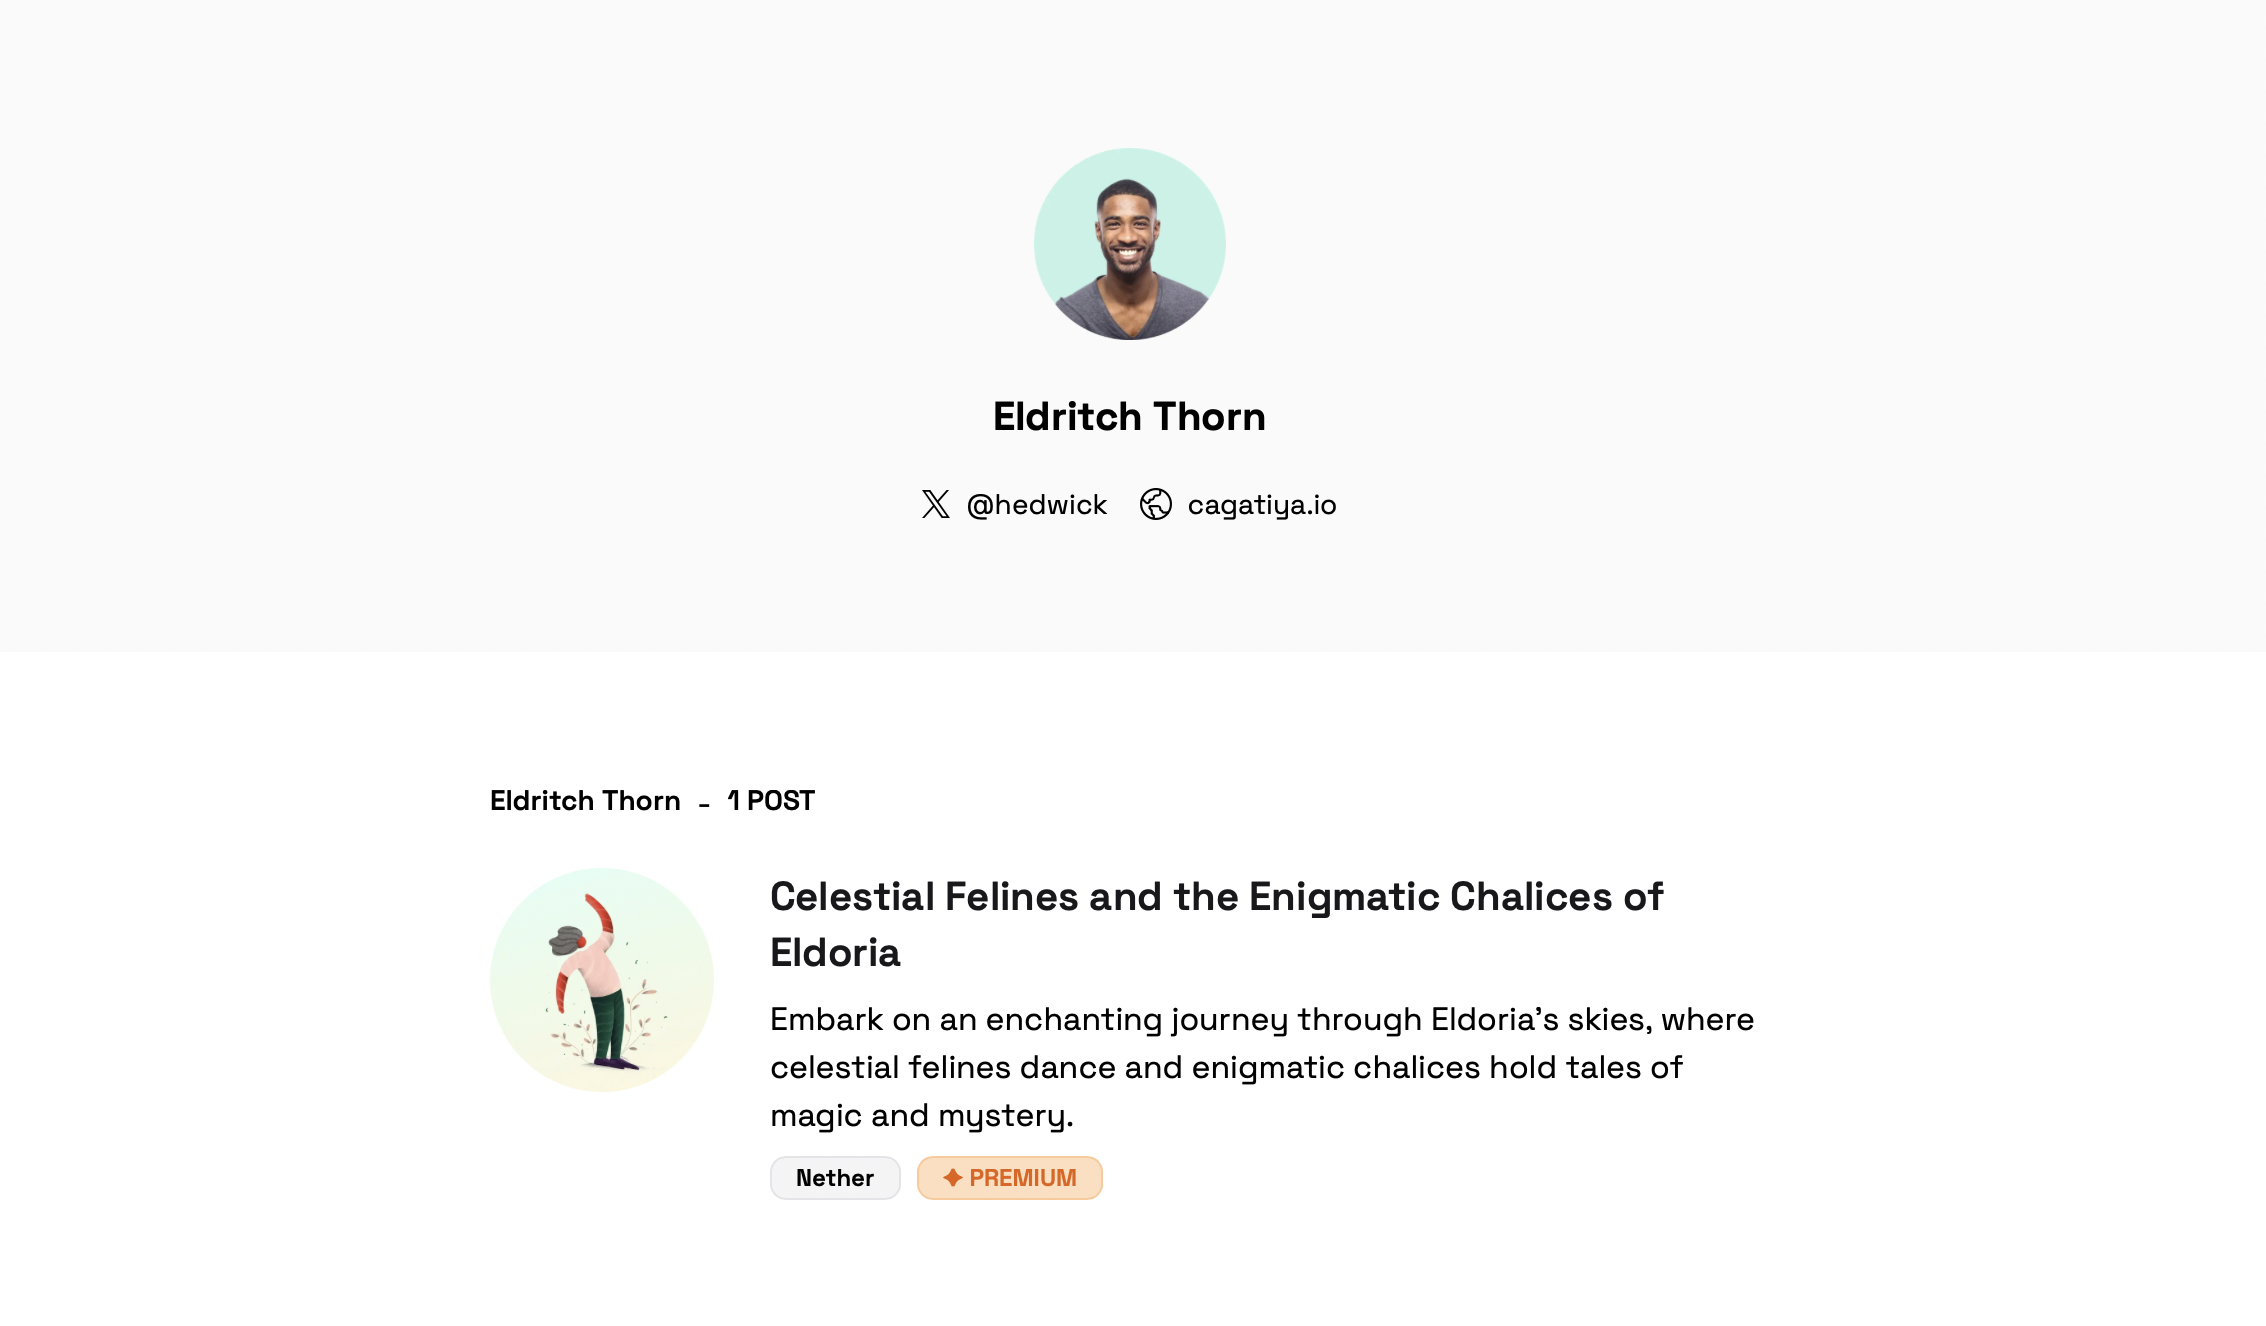 Eldritch Thorn
@hedwick cagatiya.io
Eldritch Thorn - 1 POST
Celestial Felines and the Enigmatic Chalices of
Eldoria
Embark on an enchanting journey through Eldoria's skies, where
celestial felines dance and enigmatic chalices hold tales of
magic and mystery.
Nether PREMIUM